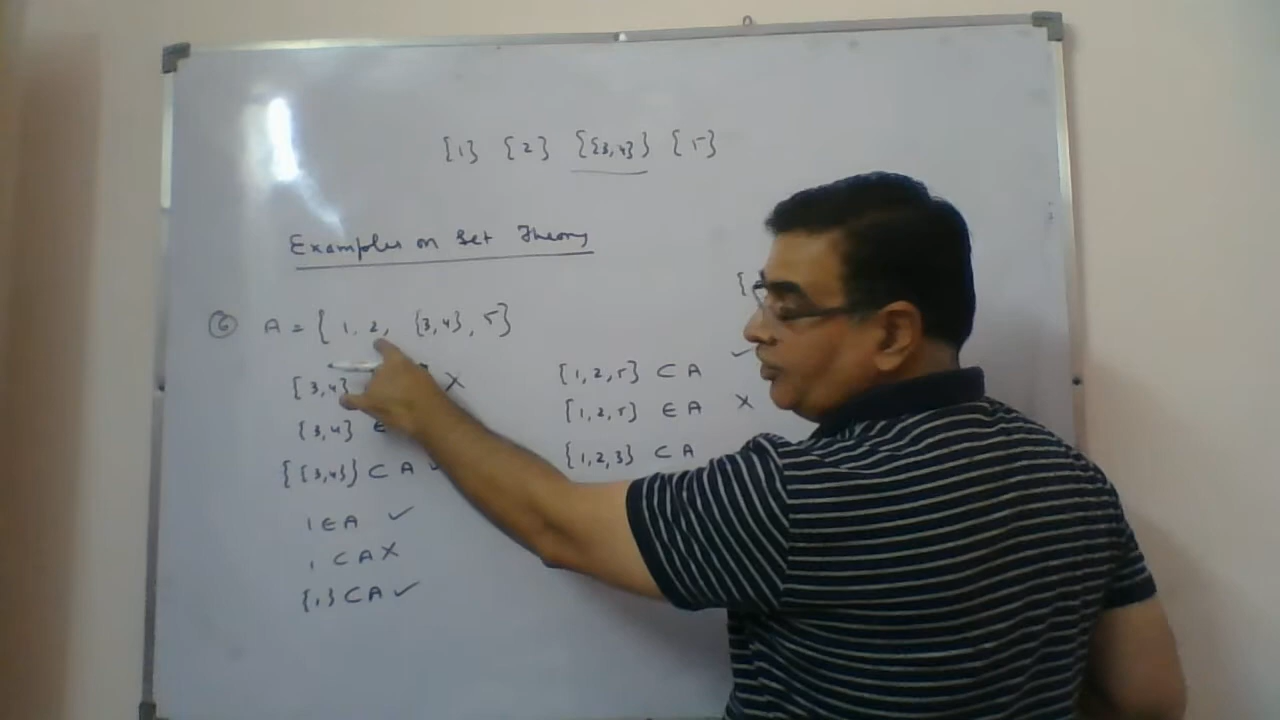 {1} {2} {{3,4}} {5}
Examples on Set Theory
{
⑥ A = { 1, 2, {3,4}, 5}
{3,4} X
{3,4} ∈
{{3,4}} ⊂ A ✓
1 ∈ A ✓
1 ⊂ A X
{1} ⊂ A ✓
{1,2,5} ⊂ A ✓
{1,2,5} ∈ A X
{1,2,3} ⊂ A